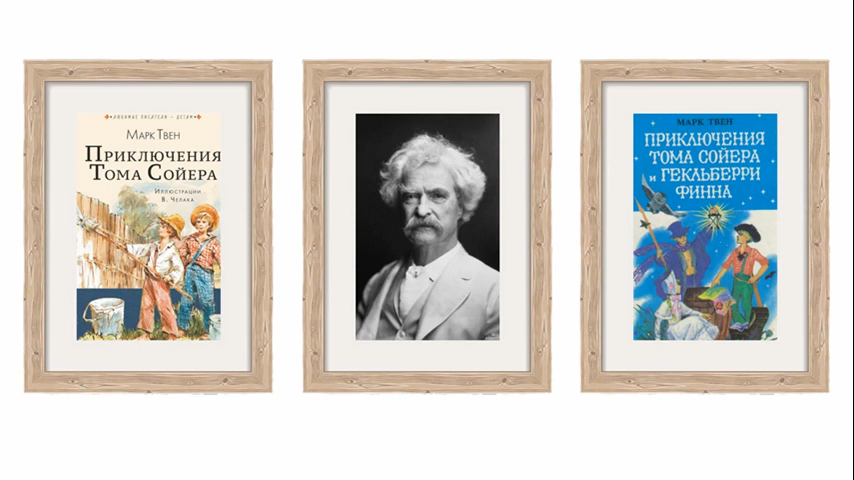 ЛЮБИМЫЕ ПИСАТЕЛИ — ДЕТЯМ
МАРК ТВЕН
ПРИКЛЮЧЕНИЯ
ТОМА СОЙЕРА
ИЛЛЮСТРАЦИИ
В. ЧЕЛАКА
МАРК ТВЕН
ПРИКЛЮЧЕНИЯ
ТОМА СОЙЕРА
и ГЕКЛЬБЕРРИ
ФИННА